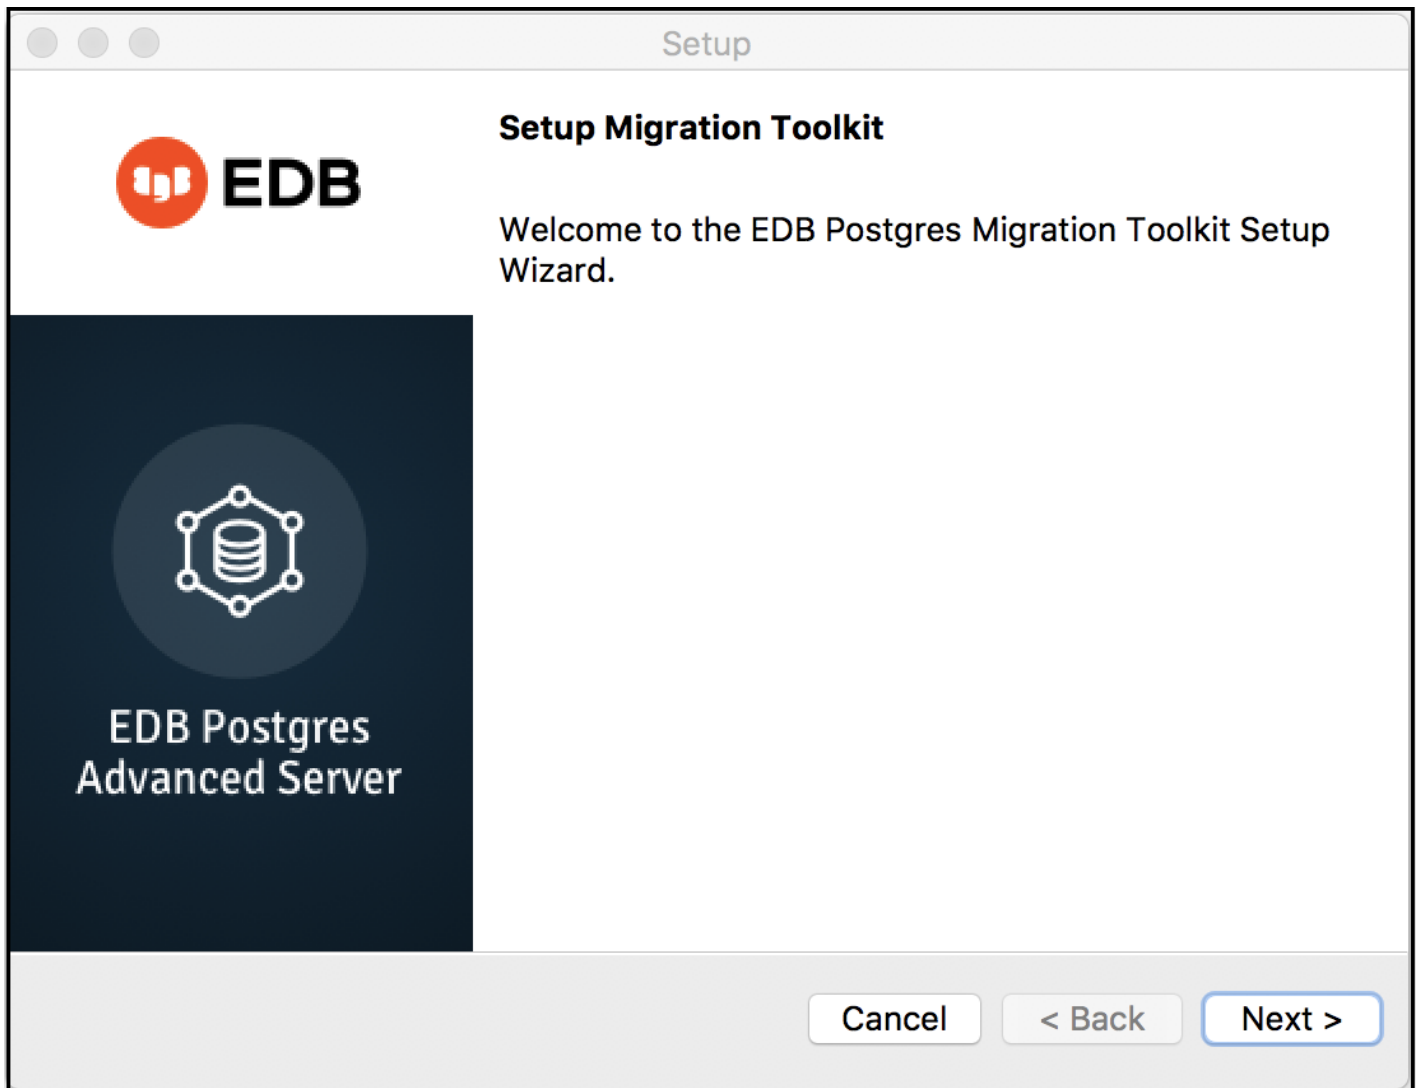 Setup
EDB
Setup Migration Toolkit
Welcome to the EDB Postgres Migration Toolkit Setup
Wizard.
EDB Postgres
Advanced Server
Cancel
< Back
Next >